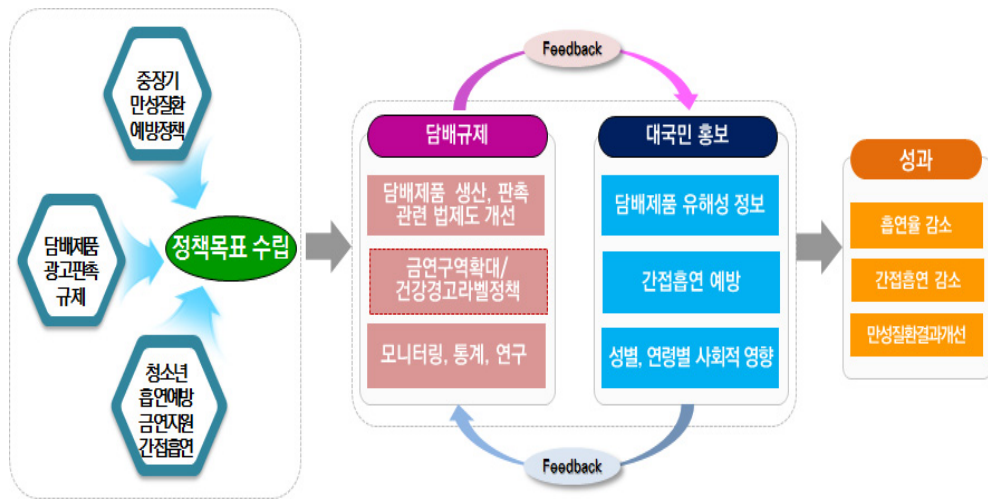 중장기
만성질환
예방정책
담배제품
광고판촉
규제
청소년
흡연예방
금연지원
간접흡연
정책목표 수립
Feedback
담배규제
담배제품 생산, 판촉
관련 법제도 개선
금연구역확대/
건강경고라벨정책
모니터링, 통계, 연구
대국민 홍보
담배제품 유해성 정보
간접흡연 예방
성별, 연령별 사회적 영향
Feedback
성과
흡연율 감소
간접흡연 감소
만성질환결과개선